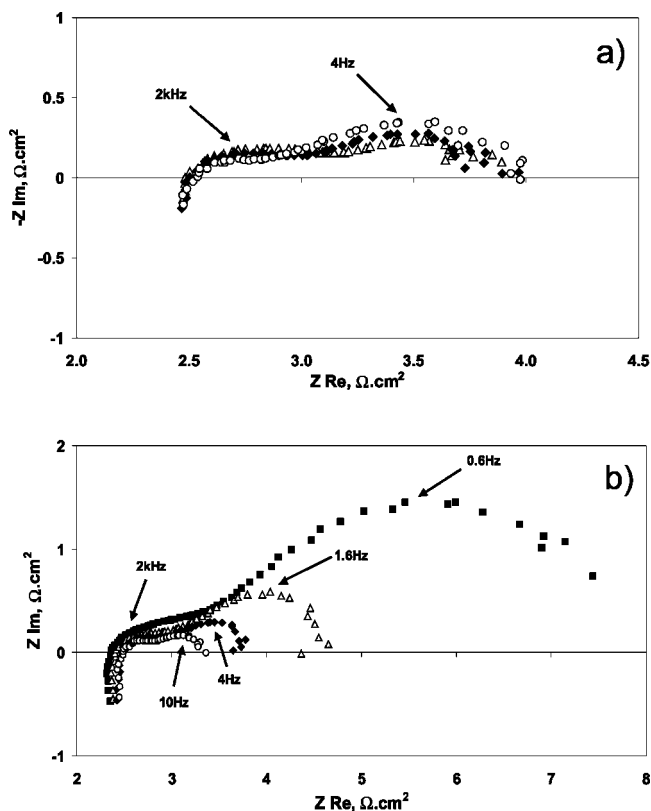 1
a)
4Hz
2kHz
0.5
0
-0.5
-1
-Z Im, Ω.cm²
2.0 2.5 3.0 3.5 4.0 4.5
Z Re, Ω.cm²
2
b)
0.6Hz
1.6Hz
2kHz
1
0
10Hz
4Hz
-1
Z Im, Ω.cm²
2 3 4 5 6 7 8
Z Re, Ω.cm²